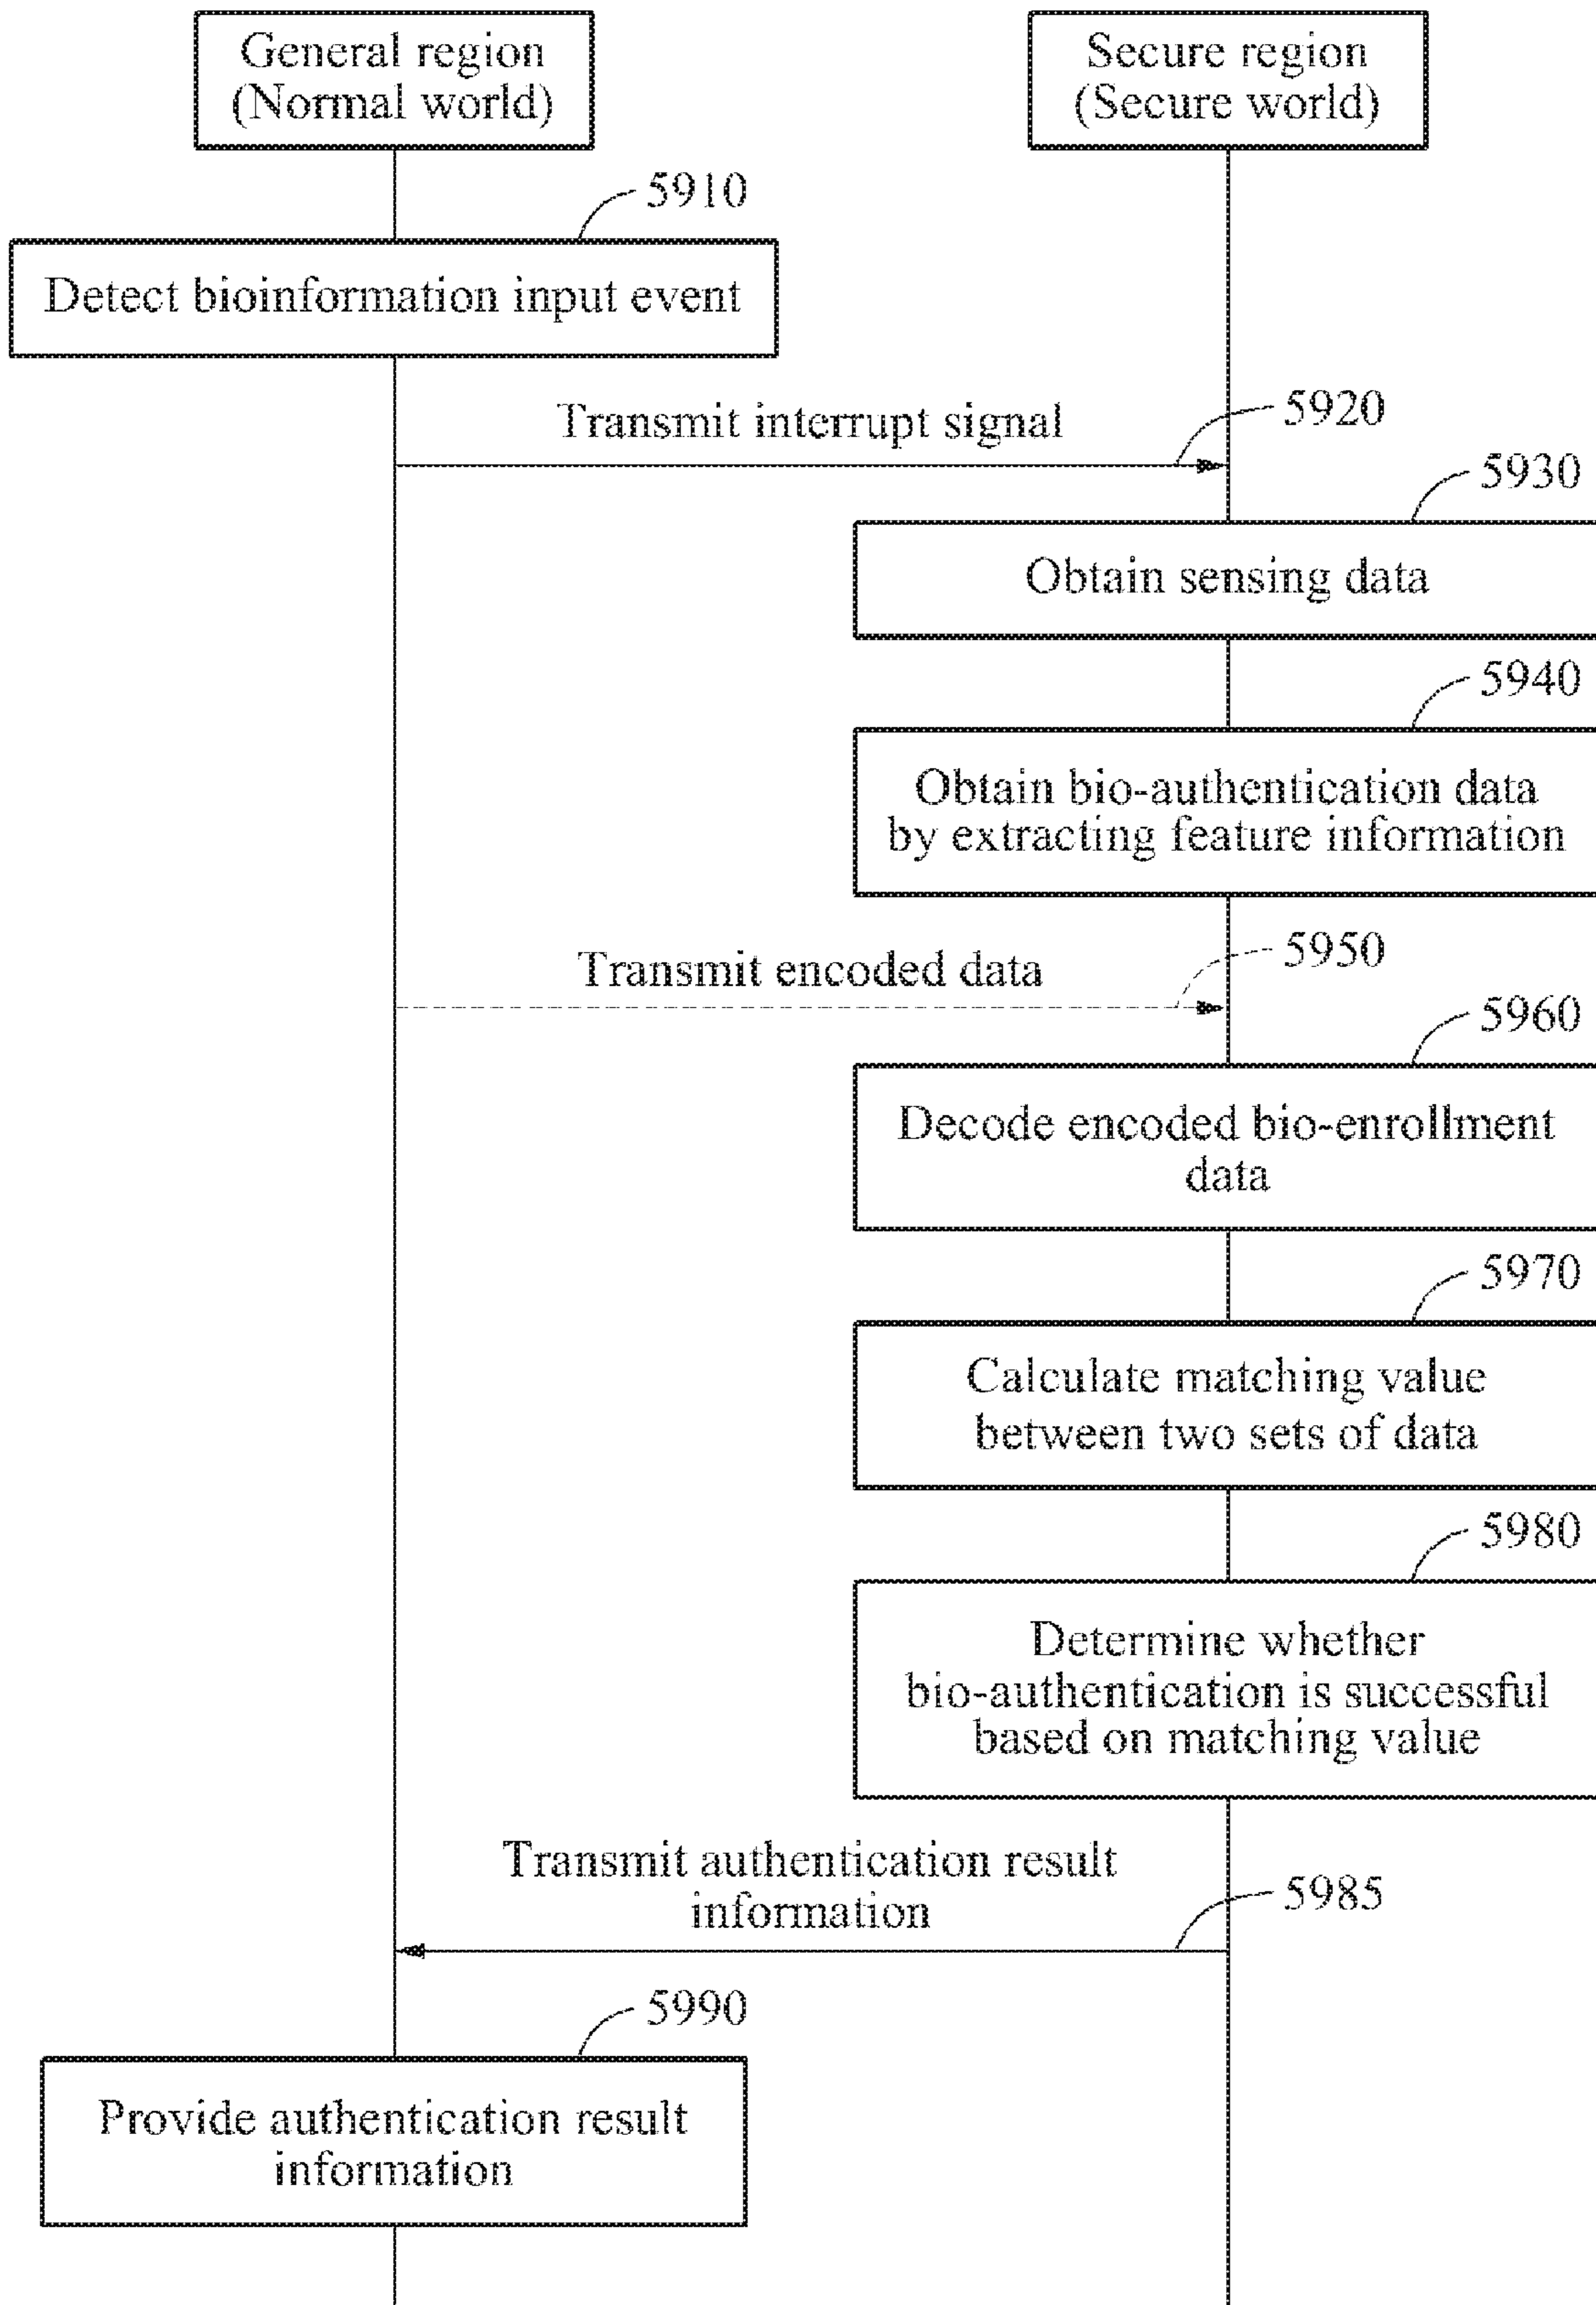 General region
(Normal world)
Secure region
(Secure world)
5910
Detect bioinformation input event
Transmit interrupt signal
5920
5930
Obtain sensing data
5940
Obtain bio-authentication data
by extracting feature information
Transmit encoded data
5950
5960
Decode encoded bio-enrollment
data
5970
Calculate matching value
between two sets of data
5980
Determine whether
bio-authentication is successful
based on matching value
Transmit authentication result
information
5985
5990
Provide authentication result
information